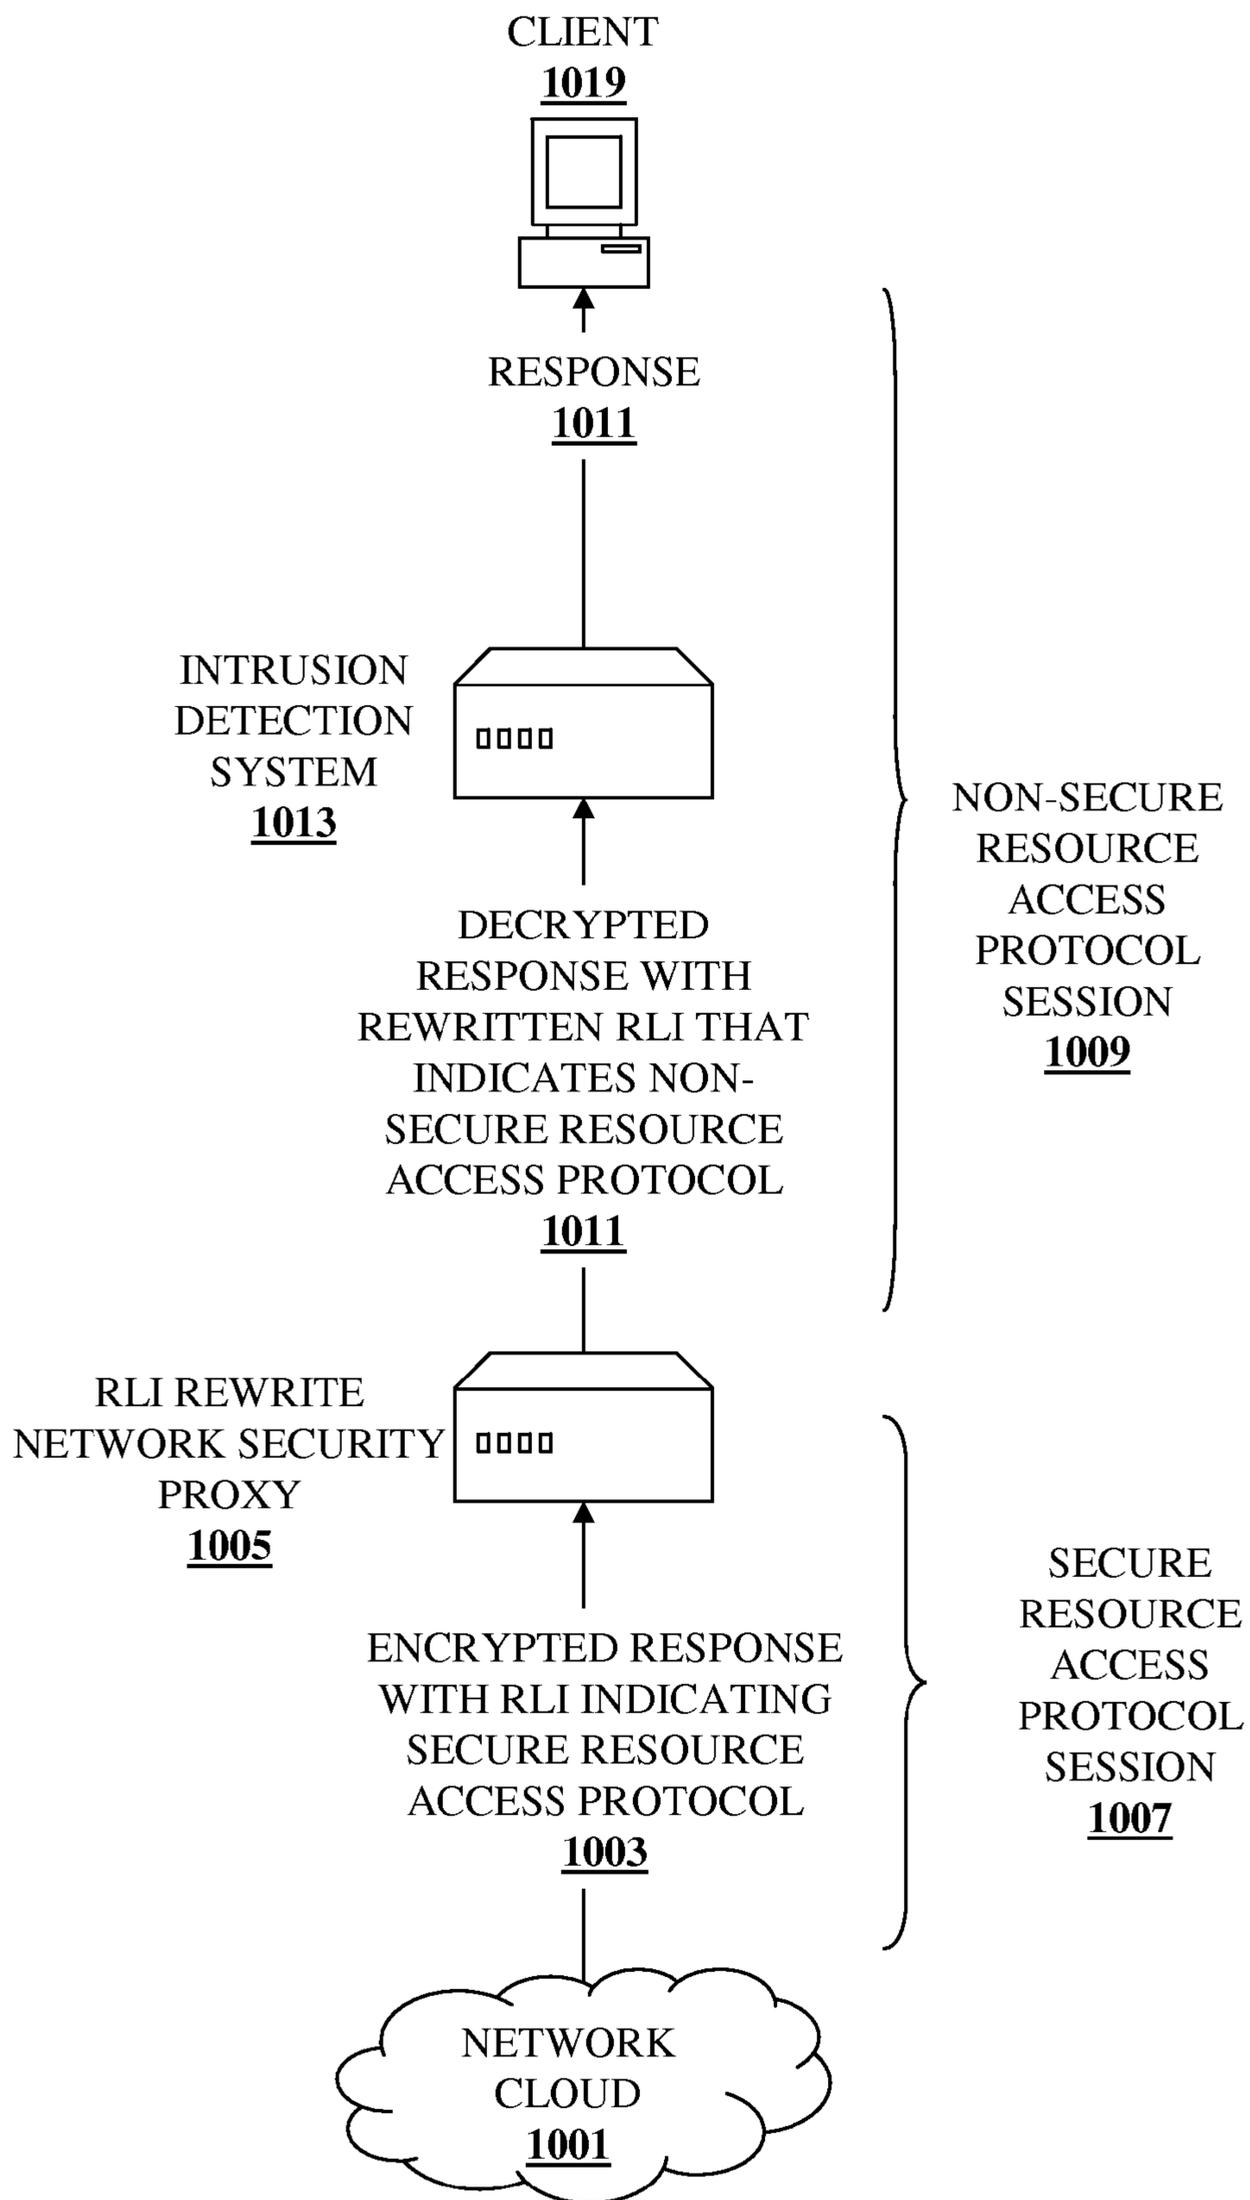 CLIENT
1019
RESPONSE
1011
INTRUSION
DETECTION
SYSTEM
1013
NON-SECURE
RESOURCE
ACCESS
PROTOCOL
SESSION
1009
DECRYPTED
RESPONSE WITH
REWRITTEN RLI THAT
INDICATES NON-
SECURE RESOURCE
ACCESS PROTOCOL
1011
RLI REWRITE
NETWORK SECURITY
PROXY
1005
SECURE
RESOURCE
ACCESS
PROTOCOL
SESSION
1007
ENCRYPTED RESPONSE
WITH RLI INDICATING
SECURE RESOURCE
ACCESS PROTOCOL
1003
NETWORK
CLOUD
1001